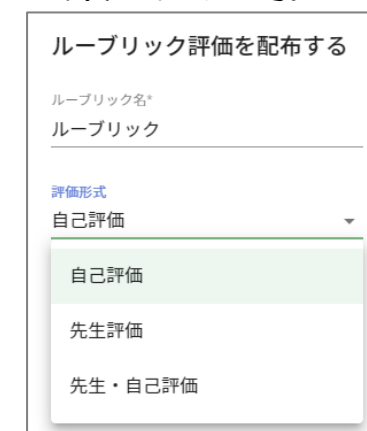 ルーブリック評価を配布する
ルーブリック名*
ルーブリック
評価形式
自己評価
自己評価
先生評価
先生・自己評価